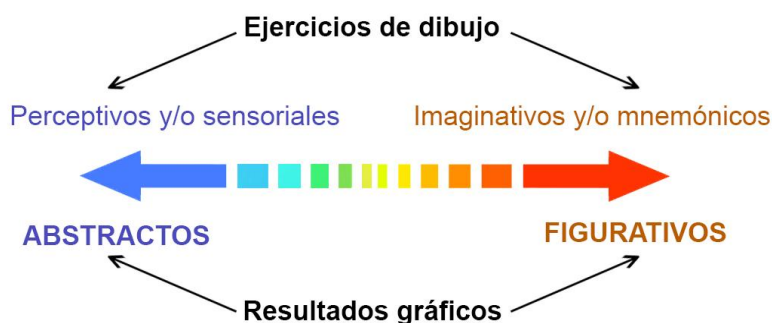 Ejercicios de dibujo
Perceptivos y/o sensoriales
Imaginativos y/o mnemónicos
ABSTRACTOS
FIGURATIVOS
Resultados gráficos